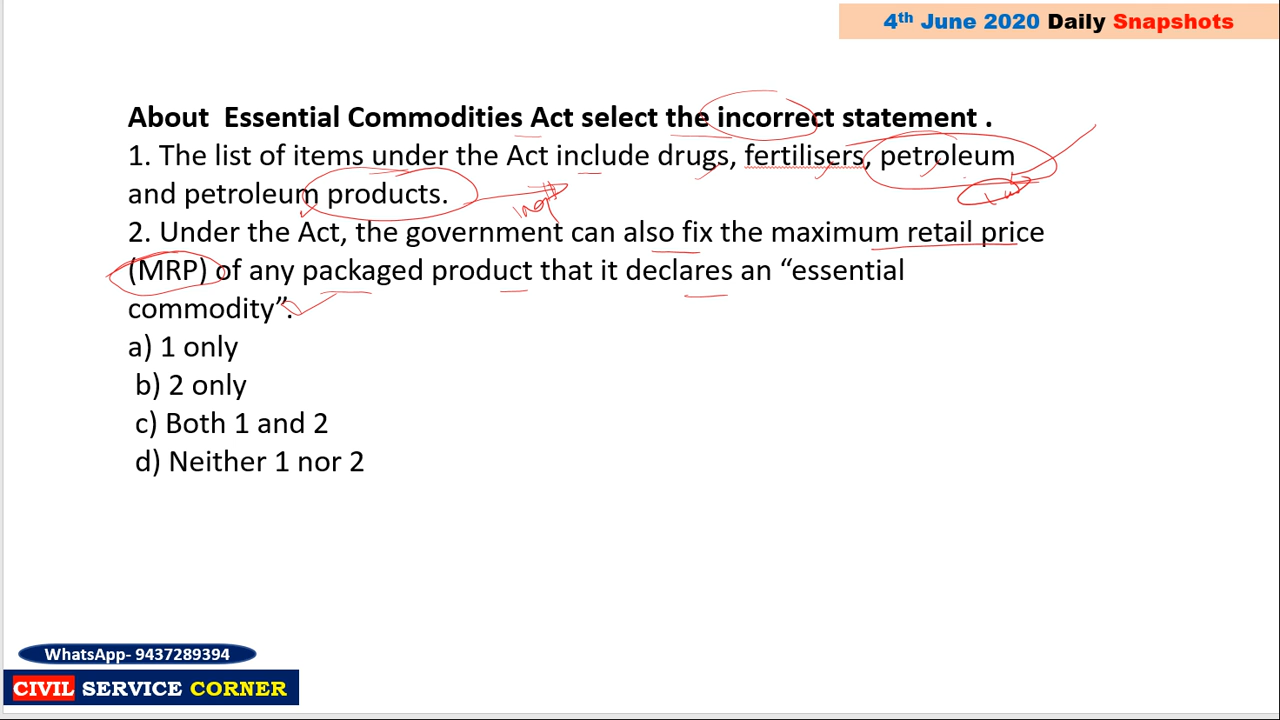 4th June 2020 Daily Snapshots
About Essential Commodities Act select the incorrect statement .
1. The list of items under the Act include drugs, fertilisers, petroleum
and petroleum products.
2. Under the Act, the government can also fix the maximum retail price
(MRP) of any packaged product that it declares an “essential
commodity”.
a) 1 only
b) 2 only
c) Both 1 and 2
d) Neither 1 nor 2
WhatsApp- 9437289394
CIVIL SERVICE CORNER